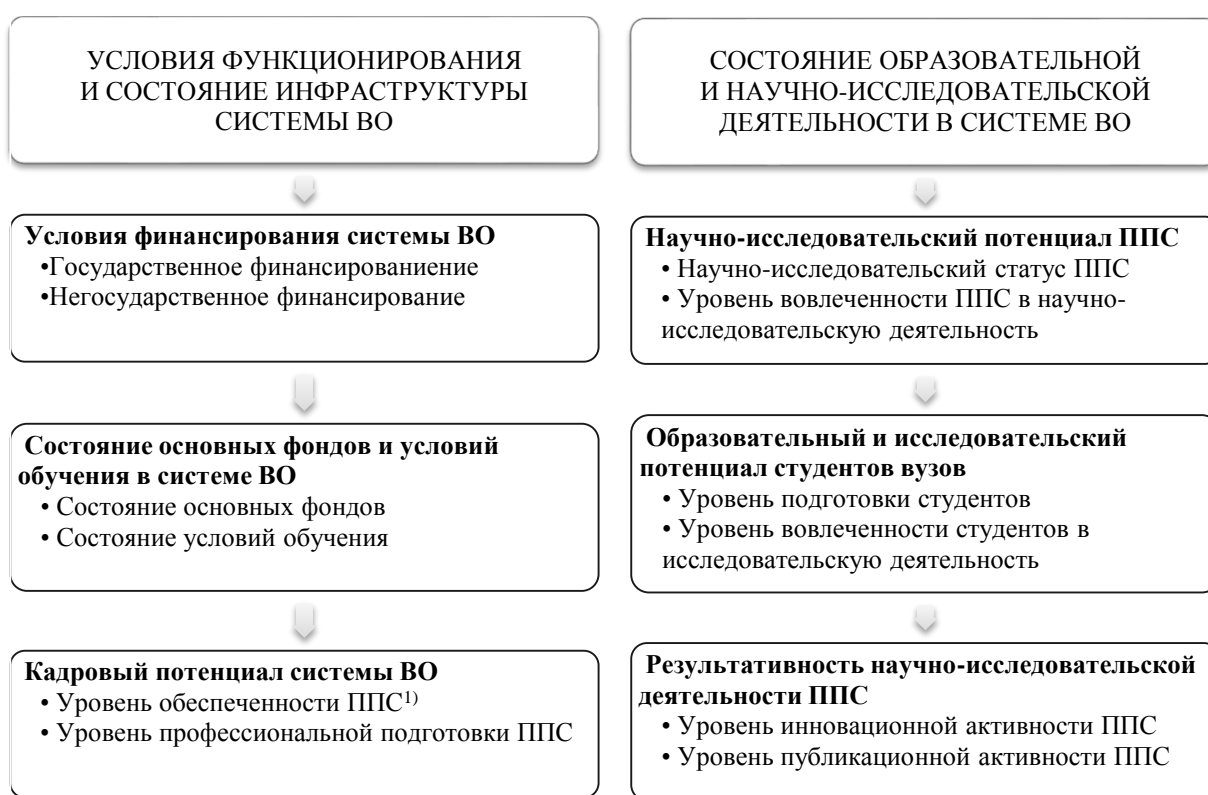 УСЛОВИЯ ФУНКЦИОНИРОВАНИЯ
И СОСТОЯНИЕ ИНФРАСТРУКТУРЫ
СИСТЕМЫ ВО
Условия финансирования системы ВО
•Государственное финансированиение
•Негосударственное финансирование
Состояние основных фондов и условий
обучения в системе ВО
• Состояние основных фондов
• Состояние условий обучения
Кадровый потенциал системы ВО
• Уровень обеспеченности ППС1)
• Уровень профессиональной подготовки ППС
СОСТОЯНИЕ ОБРАЗОВАТЕЛЬНОЙ
И НАУЧНО-ИССЛЕДОВАТЕЛЬСКОЙ
ДЕЯТЕЛЬНОСТИ В СИСТЕМЕ ВО
Научно-исследовательский потенциал ППС
• Научно-исследовательский статус ППС
• Уровень вовлеченности ППС в научно-
исследовательскую деятельность
Образовательный и исследовательский
потенциал студентов вузов
• Уровень подготовки студентов
• Уровень вовлеченности студентов в
исследовательскую деятельность
Результативность научно-исследовательской
деятельности ППС
• Уровень инновационной активности ППС
• Уровень публикационной активности ППС